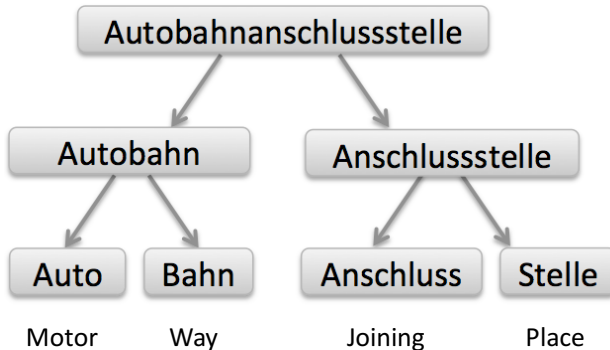 Autobahnanschlussstelle
Autobahn Anschlussstelle
Auto Bahn Anschluss Stelle
Motor Way Joining Place